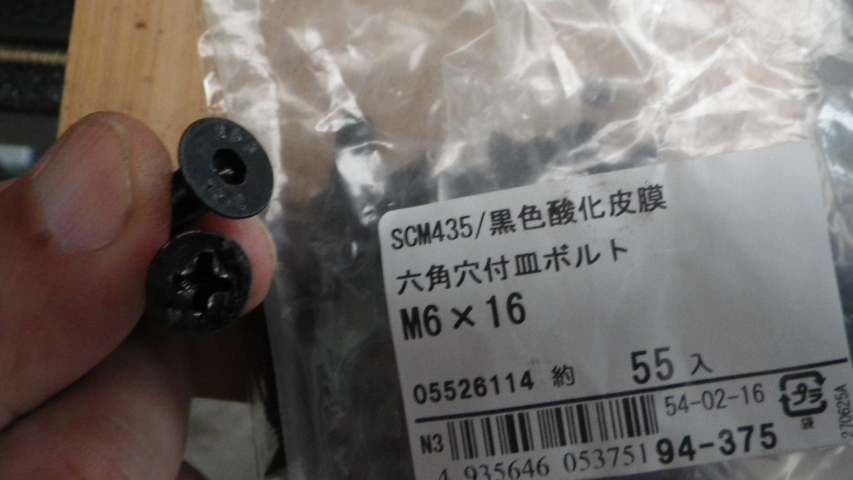 SCM435/黒色酸化皮膜
六角穴付皿ボルト
M6×16
05526114 約 55 入
54-02-16
プラ
袋
N3
4 935646 053751
94-375
270625A